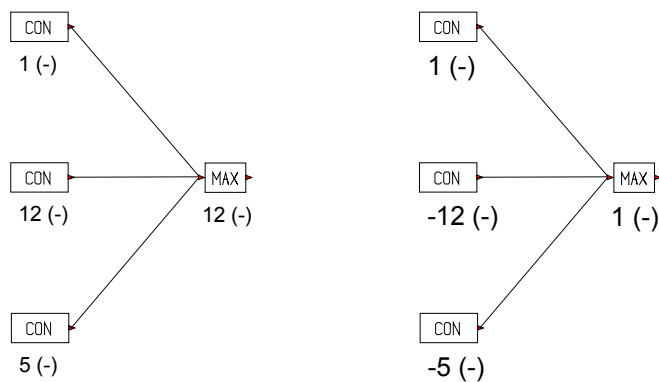 CON
1 (-)
CON
12 (-)
MAX
12 (-)
CON
5 (-)
CON
1 (-)
CON
-12 (-)
MAX
1 (-)
CON
-5 (-)